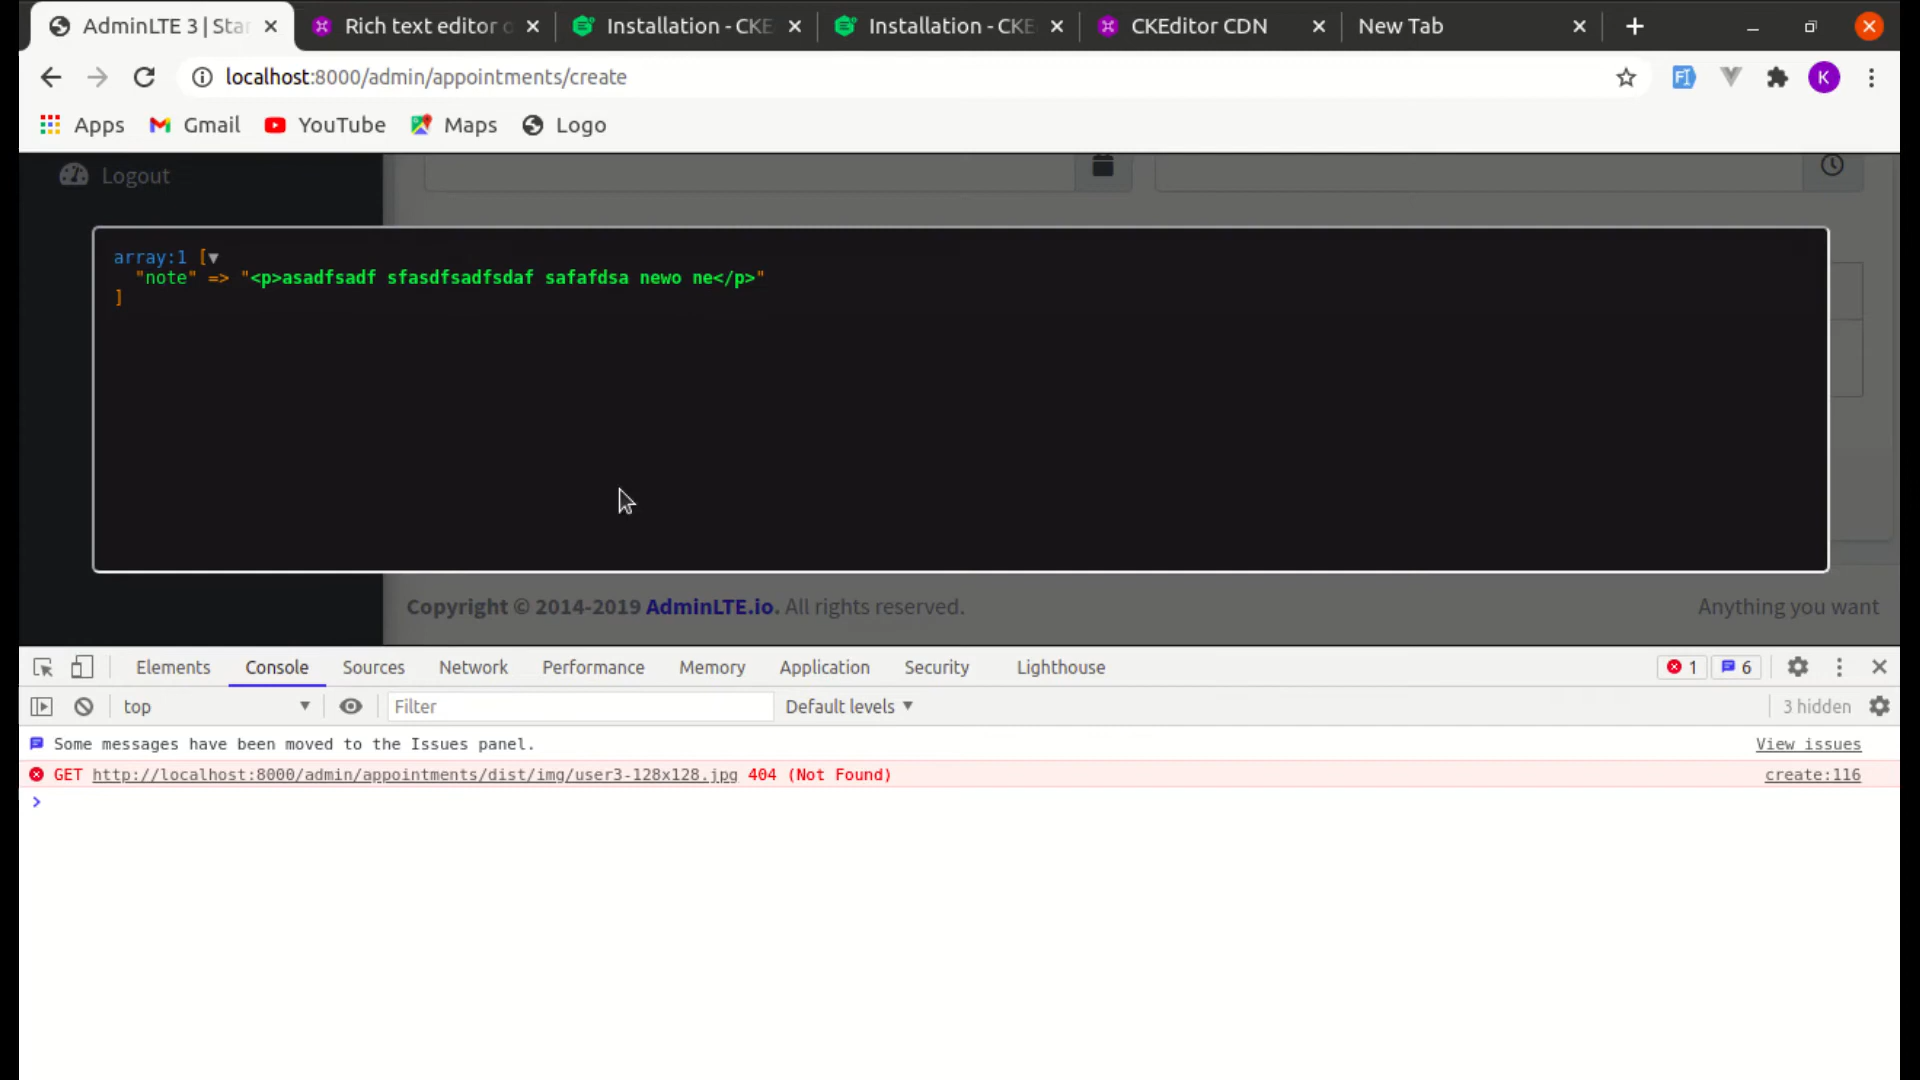 AdminLTE 3 | Star
Rich text editor o
Installation - CKE
Installation - CKE
CKEditor CDN
New Tab
localhost:8000/admin/appointments/create
K
Apps
Gmail
YouTube
Maps
Logo
Logout
array:1 [▼
"note" => "<p>asadfsadf sfasdfsadfsdaf safafdsa newo ne</p>"
]
Copyright © 2014-2019 AdminLTE.io. All rights reserved.
Anything you want
Elements
Console
Sources
Network
Performance
Memory
Application
Security
Lighthouse
1
6
top
Filter
Default levels
3 hidden
Some messages have been moved to the Issues panel.
View issues
GET http://localhost:8000/admin/appointments/dist/img/user3-128x128.jpg 404 (Not Found)
create:116